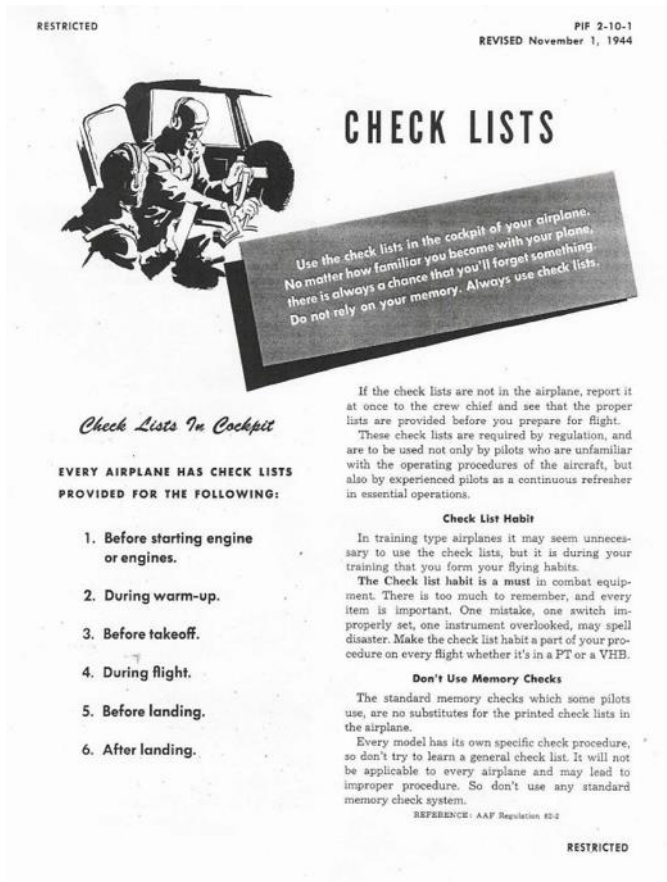 RESTRICTED
PIF 2-10-1
REVISED November 1, 1944
CHECK LISTS
Use the check lists in the cockpit of your airplane.
No matter how familiar you become with your plane,
there is always a chance that you'll forget something.
Do not rely on your memory. Always use check lists.
Check Lists In Cockpit
EVERY AIRPLANE HAS CHECK LISTS
PROVIDED FOR THE FOLLOWING:
1. Before starting engine
or engines.
2. During warm-up.
3. Before takeoff.
4. During flight.
5. Before landing.
6. After landing.
If the check lists are not in the airplane, report it
at once to the crew chief and see that the proper
lists are provided before you prepare for flight.
These check lists are required by regulation, and
are to be used not only by pilots who are unfamiliar
with the operating procedures of the aircraft, but
also by experienced pilots as a continuous refresher
in essential operations.
Check List Habit
In training type airplanes it may seem unneces-
sary to use the check lists, but it is during your
training that you form your flying habits.
The Check list habit is a must in combat equip-
ment. There is too much to remember, and every
item is important. One mistake, one switch im-
properly set, one instrument overlooked, may spell
disaster. Make the check list habit a part of your pro-
cedure on every flight whether it's in a PT or a VHB.
Don't Use Memory Checks
The standard memory checks which some pilots
use, are no substitutes for the printed check lists in
the airplane.
Every model has its own specific check procedure,
so don't try to learn a general check list. It will not
be applicable to every airplane and may lead to
improper procedure. So don't use any standard
memory check system.
REFERENCE: AAF Regulation 62-2
RESTRICTED